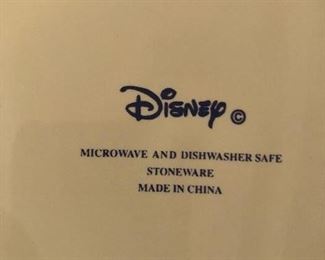 Disney ©
MICROWAVE AND DISHWASHER SAFE
STONEWARE
MADE IN CHINA